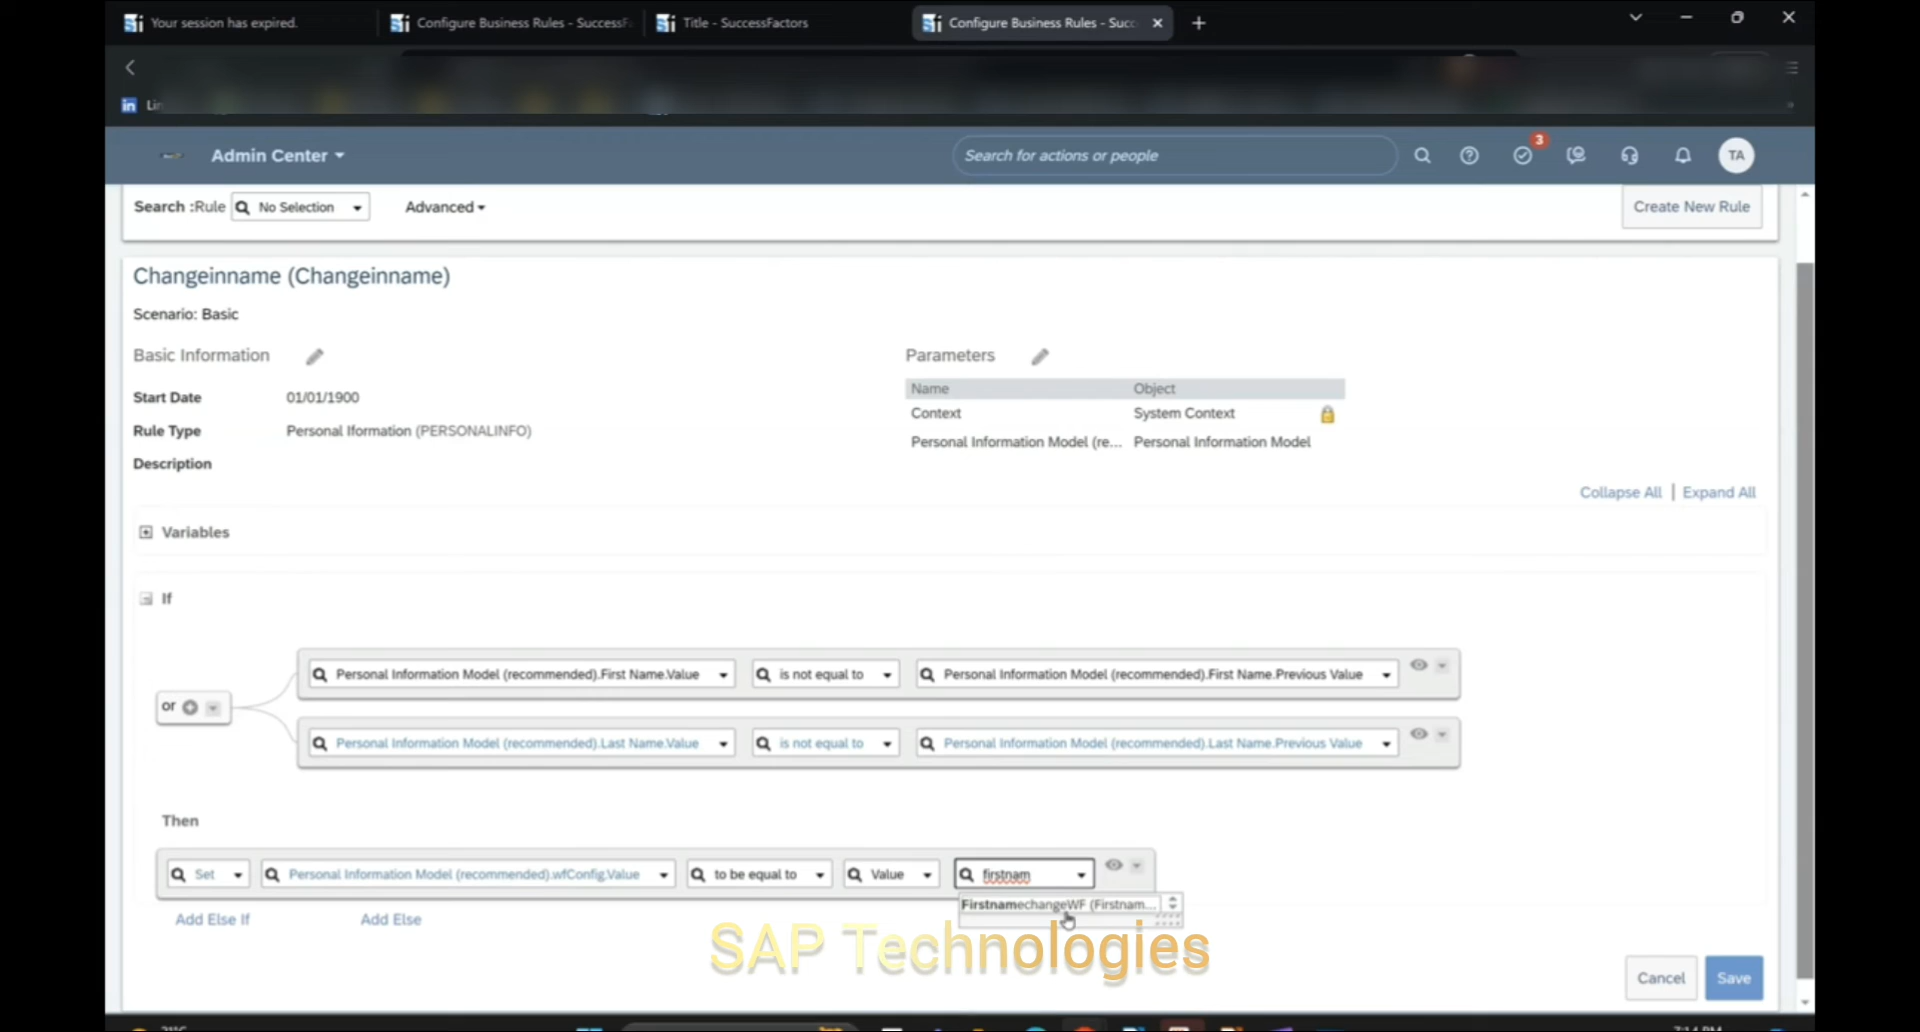 Your session has expired.
Configure Business Rules - SuccessF
Title - SuccessFactors
Configure Business Rules - Succ
in
Admin Center
Search for actions or people
3
TA
Search :Rule
No Selection
Advanced
Create New Rule
Changeinname (Changeinname)
Scenario: Basic
Basic Information
Parameters
Name Object
Start Date 01/01/1900
Context System Context
Rule Type Personal Iformation (PERSONALINFO)
Personal Information Model (re... Personal Information Model
Description
Collapse All | Expand All
Variables
If
Personal Information Model (recommended).First Name.Value is not equal to Personal Information Model (recommended).First Name.Previous Value
or
Personal Information Model (recommended).Last Name.Value is not equal to Personal Information Model (recommended).Last Name.Previous Value
Then
Set Personal Information Model (recommended).wfConfig.Value to be equal to Value firstnam
FirstnamechangeWF (Firstnam...
Add Else If Add Else
SAP Technologies
Cancel Save